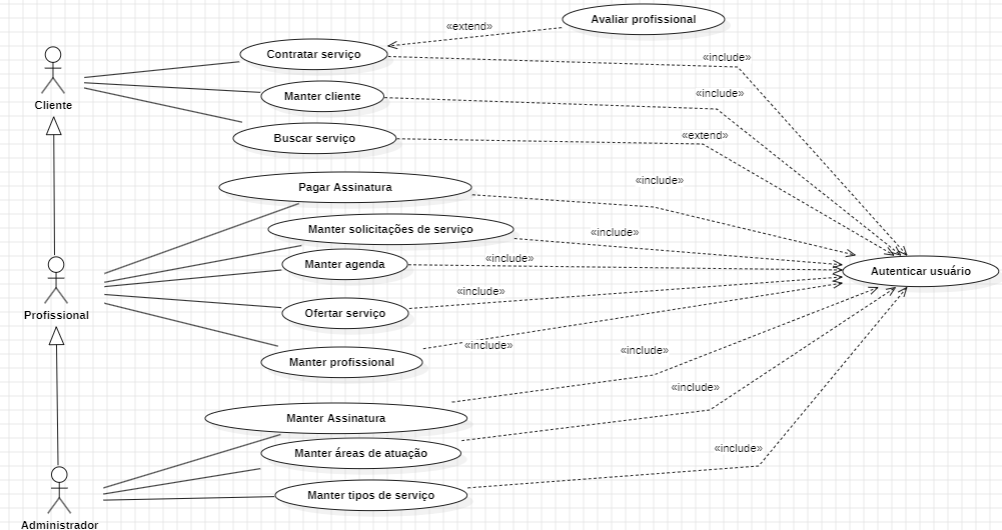 Avaliar profissional
«extend»
Contratar serviço
«include»
Cliente
Manter cliente
«include»
Buscar serviço
«extend»
Pagar Assinatura
«include»
Manter solicitações de serviço
«include»
Manter agenda
«include»
Autenticar usuário
«include»
Profissional
Ofertar serviço
«include»
Manter profissional
«include»
Manter Assinatura
«include»
Manter áreas de atuação
«include»
Manter tipos de serviço
Administrador